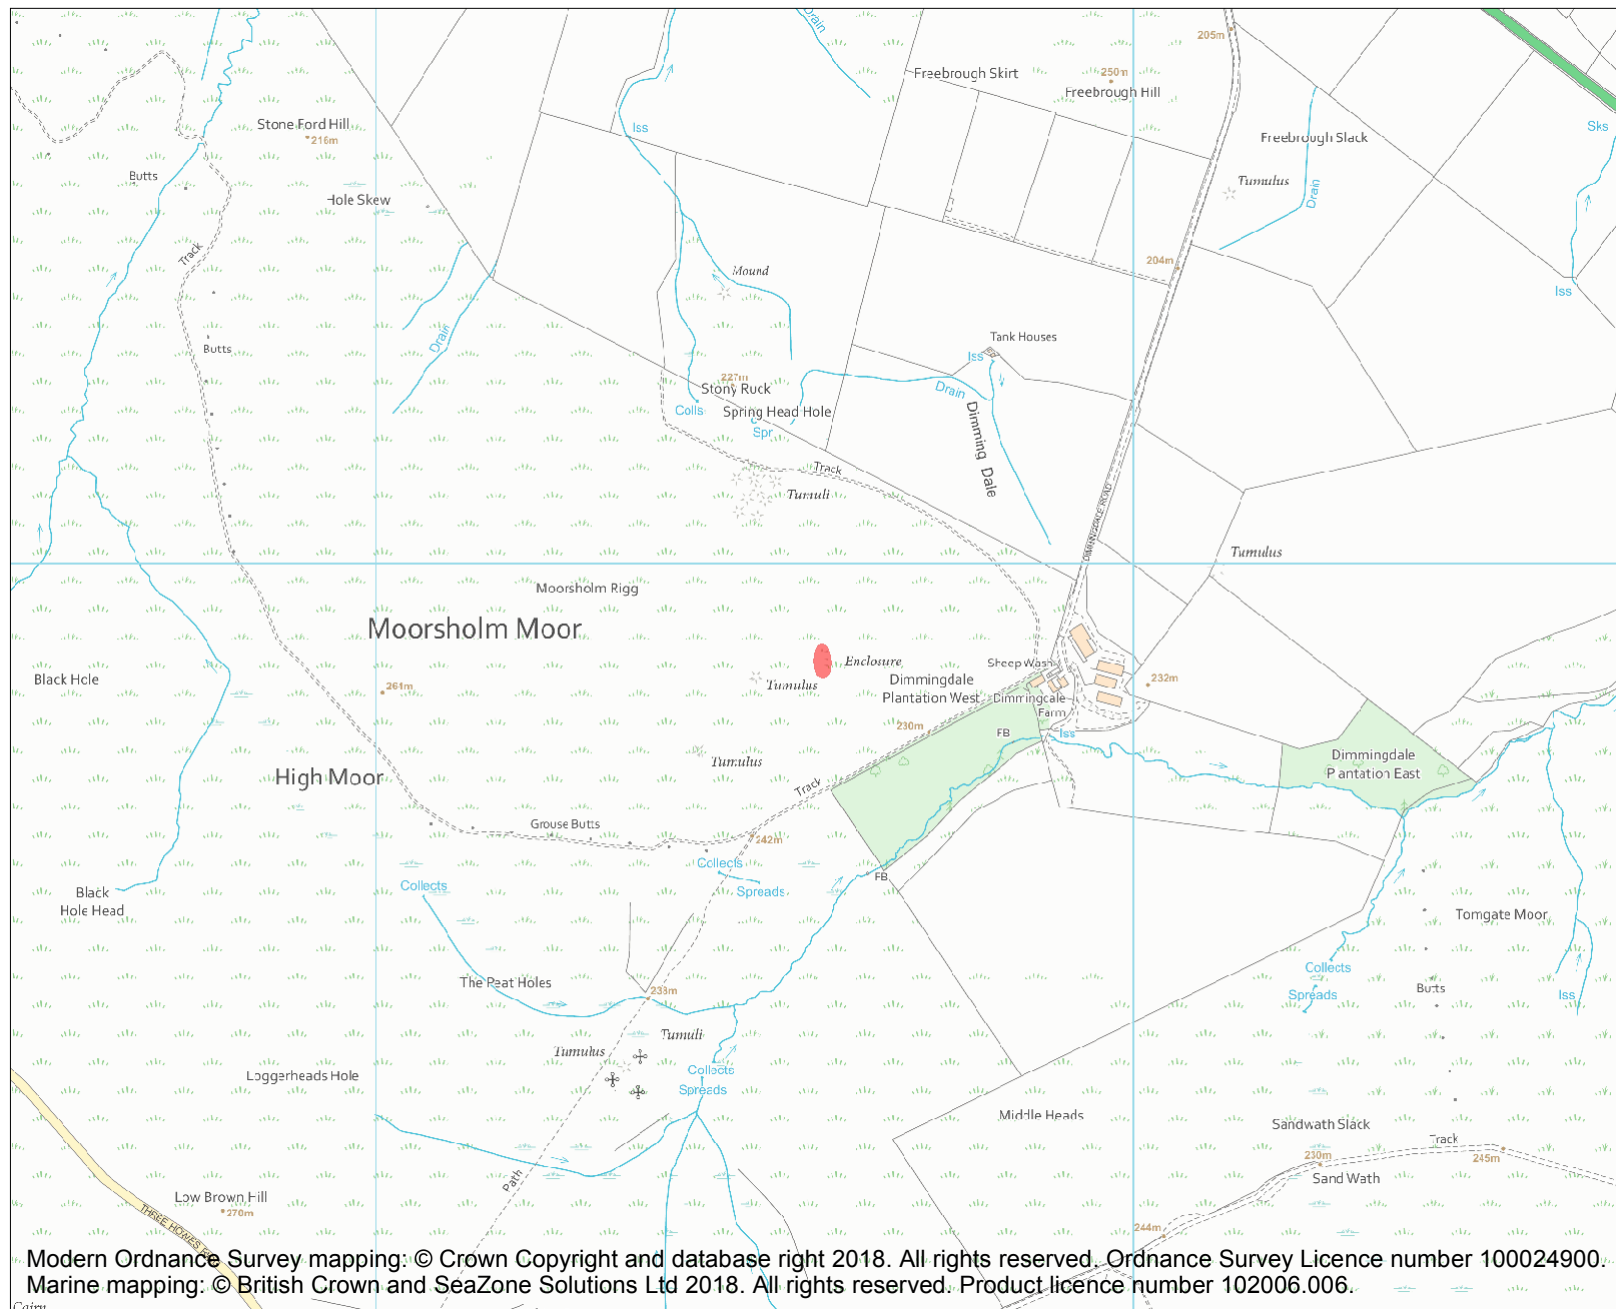 Drain
205m
Freebrough Skirt
250m
Freebrough Hill
Stone Ford Hill
216m
Iss
Sks
Freebrough Slack
Butts
Tumulus
Drain
Hole Skew
Track
204m
Mound
Iss
Drain
Butts
Tank Houses
Iss
227m
Stony Ruck
Drain
Colls
Spring Head Hole
Spr
Dimming Dale
Track
Tumuli
DIMMINGDALE ROAD
Tumulus
Moorsholm Rigg
Moorsholm Moor
Enclosure
Sheep Wash
Black Hole
261m
Tumulus
Dimmingdale
Plantation West
232m
Dimmingdale
Farm
230m
FB
Iss
Tumulus
Dimmingdale
Plantation East
High Moor
Track
Grouse Butts
242m
Collects
Collects
Spreads
FB
Black
Hole Head
Tomgate Moor
Collects
The Peat Holes
233m
Spreads
Butts
Iss
Tumuli
Tumulus
Collects
Spreads
Loggerheads Hole
Middle Heads
Sandwath Slack
Track
230m
245m
Sand Wath
Path
Low Brown Hill
270m
THREE HOWES
244m
Modern Ordnance Survey mapping: © Crown Copyright and database right 2018. All rights reserved. Ordnance Survey Licence number 100024900.
Marine mapping: © British Crown and SeaZone Solutions Ltd 2018. All rights reserved. Product licence number 102006.006.
Cairn